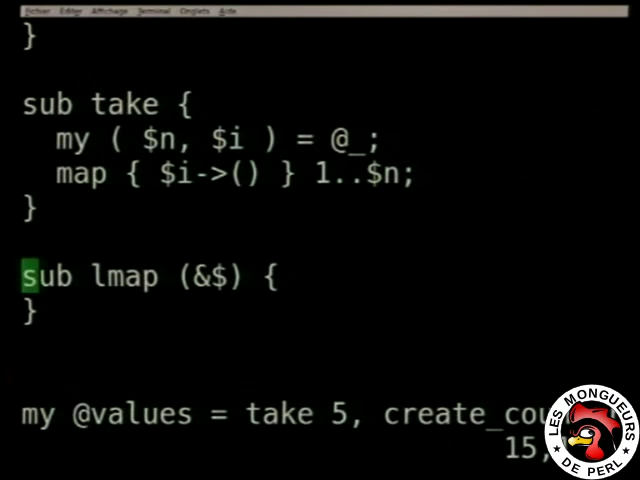 Fichier Editer Affichage Terminal Onglets Aide
}
sub take {
my ( $n, $i ) = @_;
map { $i->() } 1..$n;
}
sub lmap (&$) {
}
my @values = take 5, create_cou
15,
LES MONGUEURS
DE PERL